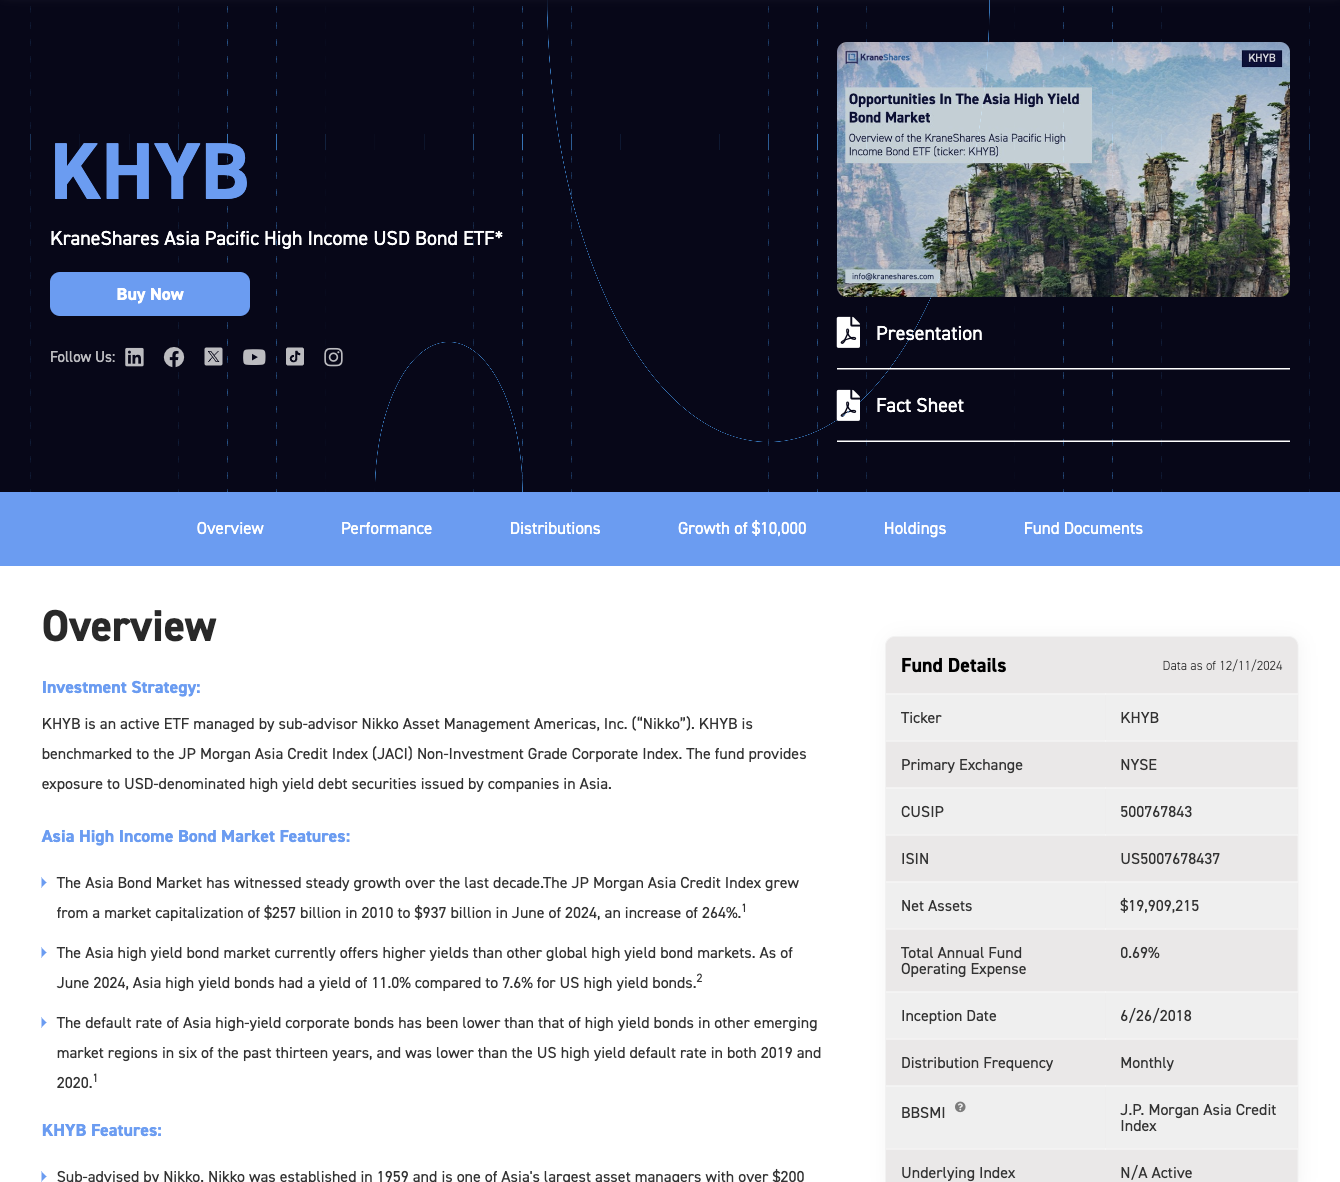 KHYB
KraneShares Asia Pacific High Income USD Bond ETF*
Buy Now
Follow Us:
KraneShares
KHYB
Opportunities In The Asia High Yield
Bond Market
Overview of the KraneShares Asia Pacific High
Income Bond ETF (ticker: KHYB)
info@kraneshares.com
Presentation
Fact Sheet
Overview Performance Distributions Growth of $10,000 Holdings Fund Documents
Overview
Investment Strategy:
KHYB is an active ETF managed by sub-advisor Nikko Asset Management Americas, Inc. (“Nikko”). KHYB is
benchmarked to the JP Morgan Asia Credit Index (JACI) Non-Investment Grade Corporate Index. The fund provides
exposure to USD-denominated high yield debt securities issued by companies in Asia.
Asia High Income Bond Market Features:
The Asia Bond Market has witnessed steady growth over the last decade.The JP Morgan Asia Credit Index grew
from a market capitalization of $257 billion in 2010 to $937 billion in June of 2024, an increase of 264%.1
The Asia high yield bond market currently offers higher yields than other global high yield bond markets. As of
June 2024, Asia high yield bonds had a yield of 11.0% compared to 7.6% for US high yield bonds.2
The default rate of Asia high-yield corporate bonds has been lower than that of high yield bonds in other emerging
market regions in six of the past thirteen years, and was lower than the US high yield default rate in both 2019 and
2020.1
KHYB Features:
Sub-advised by Nikko. Nikko was established in 1959 and is one of Asia's largest asset managers with over $200
Fund Details Data as of 12/11/2024
Ticker KHYB
Primary Exchange NYSE
CUSIP 500767843
ISIN US5007678437
Net Assets $19,909,215
Total Annual Fund 0.69%
Operating Expense
Inception Date 6/26/2018
Distribution Frequency Monthly
BBSMI ? J.P. Morgan Asia Credit
Index
Underlying Index N/A Active